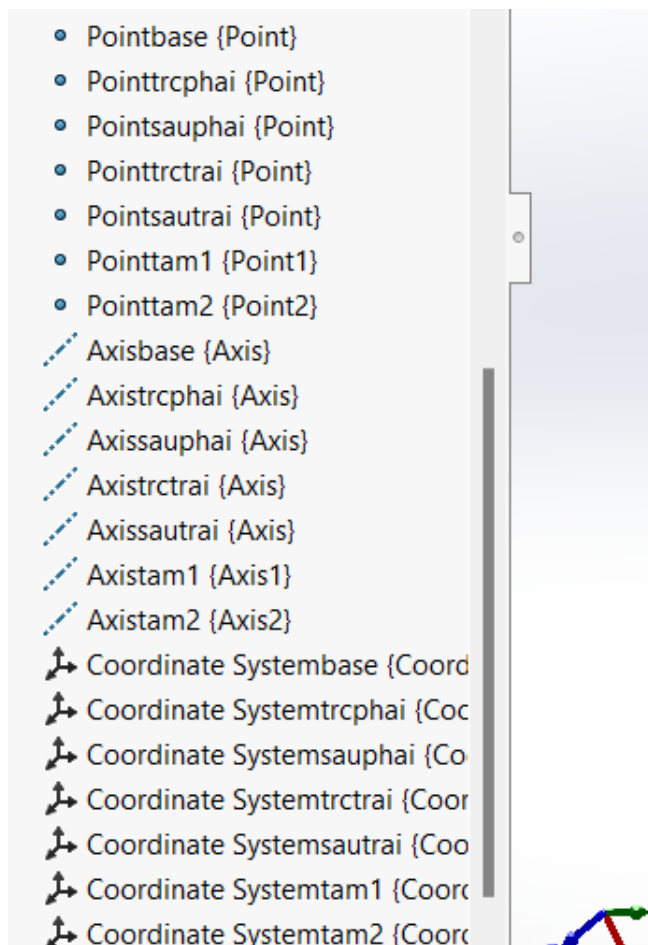 Pointbase {Point}
Pointtrcphai {Point}
Pointsauphai {Point}
Pointtrctrai {Point}
Pointsautrai {Point}
Pointtam1 {Point1}
Pointtam2 {Point2}
Axisbase {Axis}
Axistrcphai {Axis}
Axissauphai {Axis}
Axistrctrai {Axis}
Axissautrai {Axis}
Axistam1 {Axis1}
Axistam2 {Axis2}
Coordinate Systembase {Coord
Coordinate Systemtrcphai {Coc
Coordinate Systemsauphai {Co
Coordinate Systemtrctrai {Coor
Coordinate Systemsautrai {Coo
Coordinate Systemtam1 {Coord
Coordinate Systemtam2 {Coord